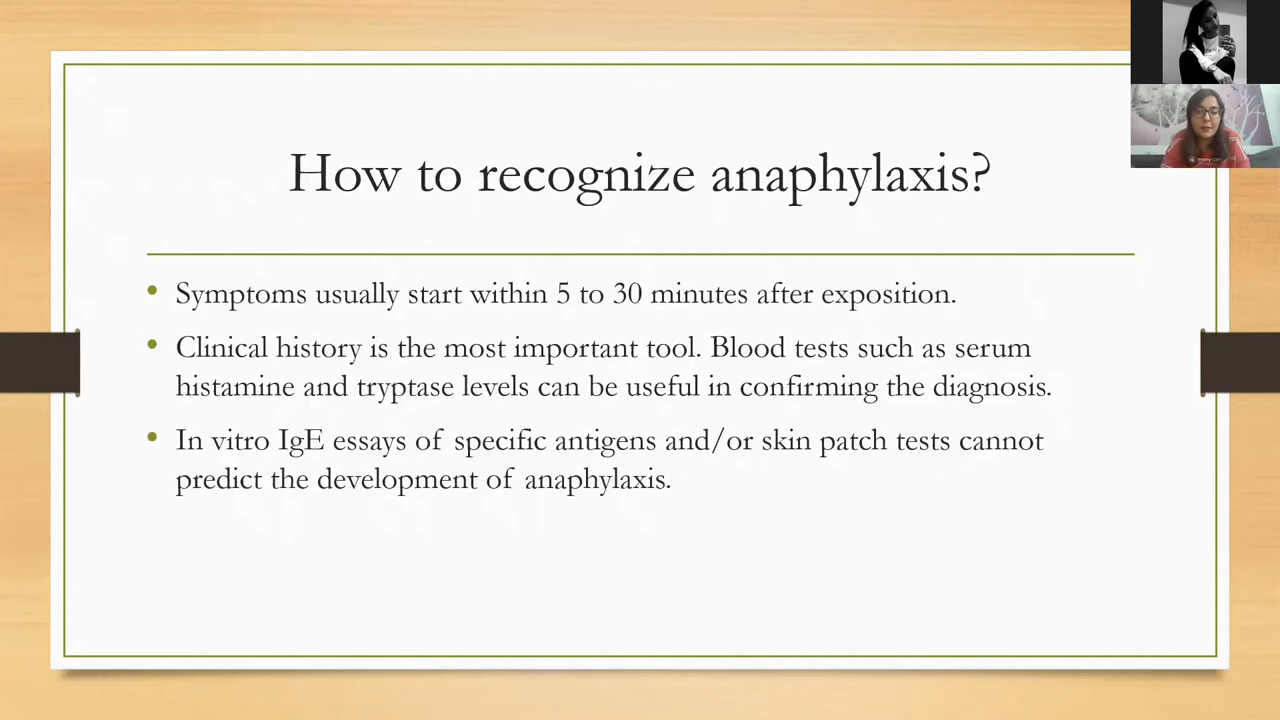 How to recognize anaphylaxis?
• Symptoms usually start within 5 to 30 minutes after exposition.
• Clinical history is the most important tool. Blood tests such as serum
histamine and tryptase levels can be useful in confirming the diagnosis.
• In vitro IgE essays of specific antigens and/or skin patch tests cannot
predict the development of anaphylaxis.